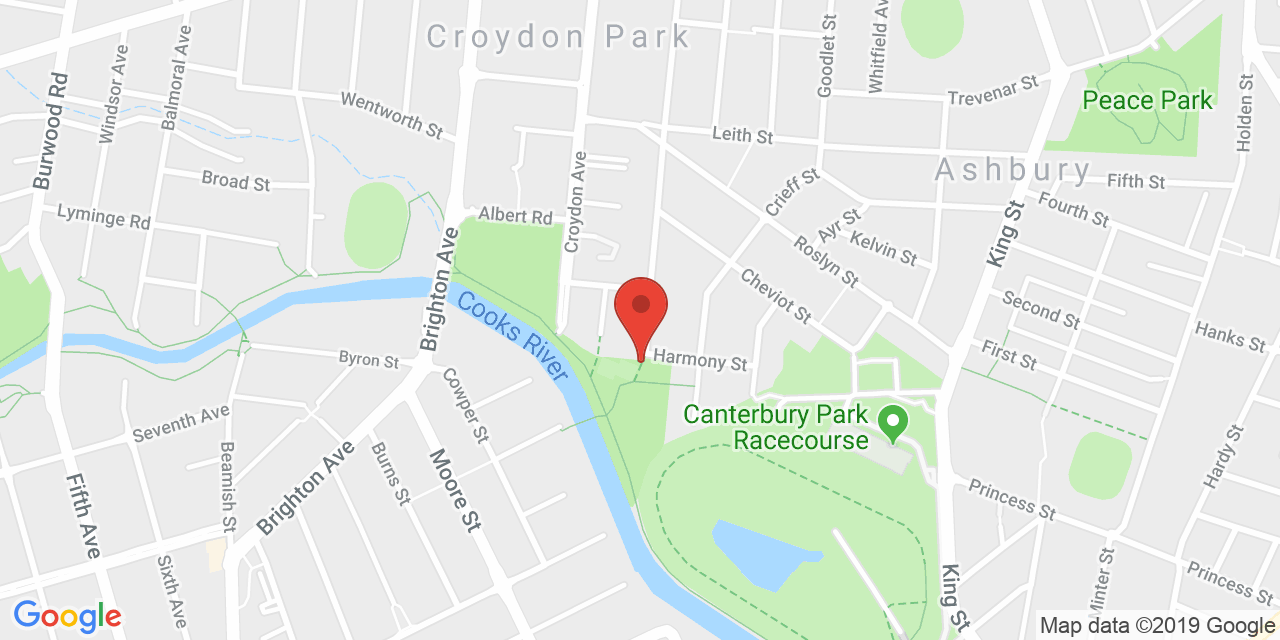 Croydon Park
Goodlet St
Whitfield Av
Burwood Rd
Windsor Ave
Balmoral Ave
Wentworth St
Trevenar St
Peace Park
Holden St
Leith St
Ashbury
Broad St
Lyminge Rd
Albert Rd
Croydon Ave
Crieff St
Ayr St
Kelvin St
Roslyn St
Fifth St
Fourth St
King St
Brighton Ave
Cooks River
Cheviot St
Second St
First St
Hanks St
Byron St
Harmony St
Cowper St
Canterbury Park
Racecourse
Seventh Ave
Beamish St
Brighton Ave
Burns St
Moore St
Hardy St
Fifth Ave
Sixth Ave
Princess St
Princess St
Minter St
King St
Google
Map data ©2019 Google